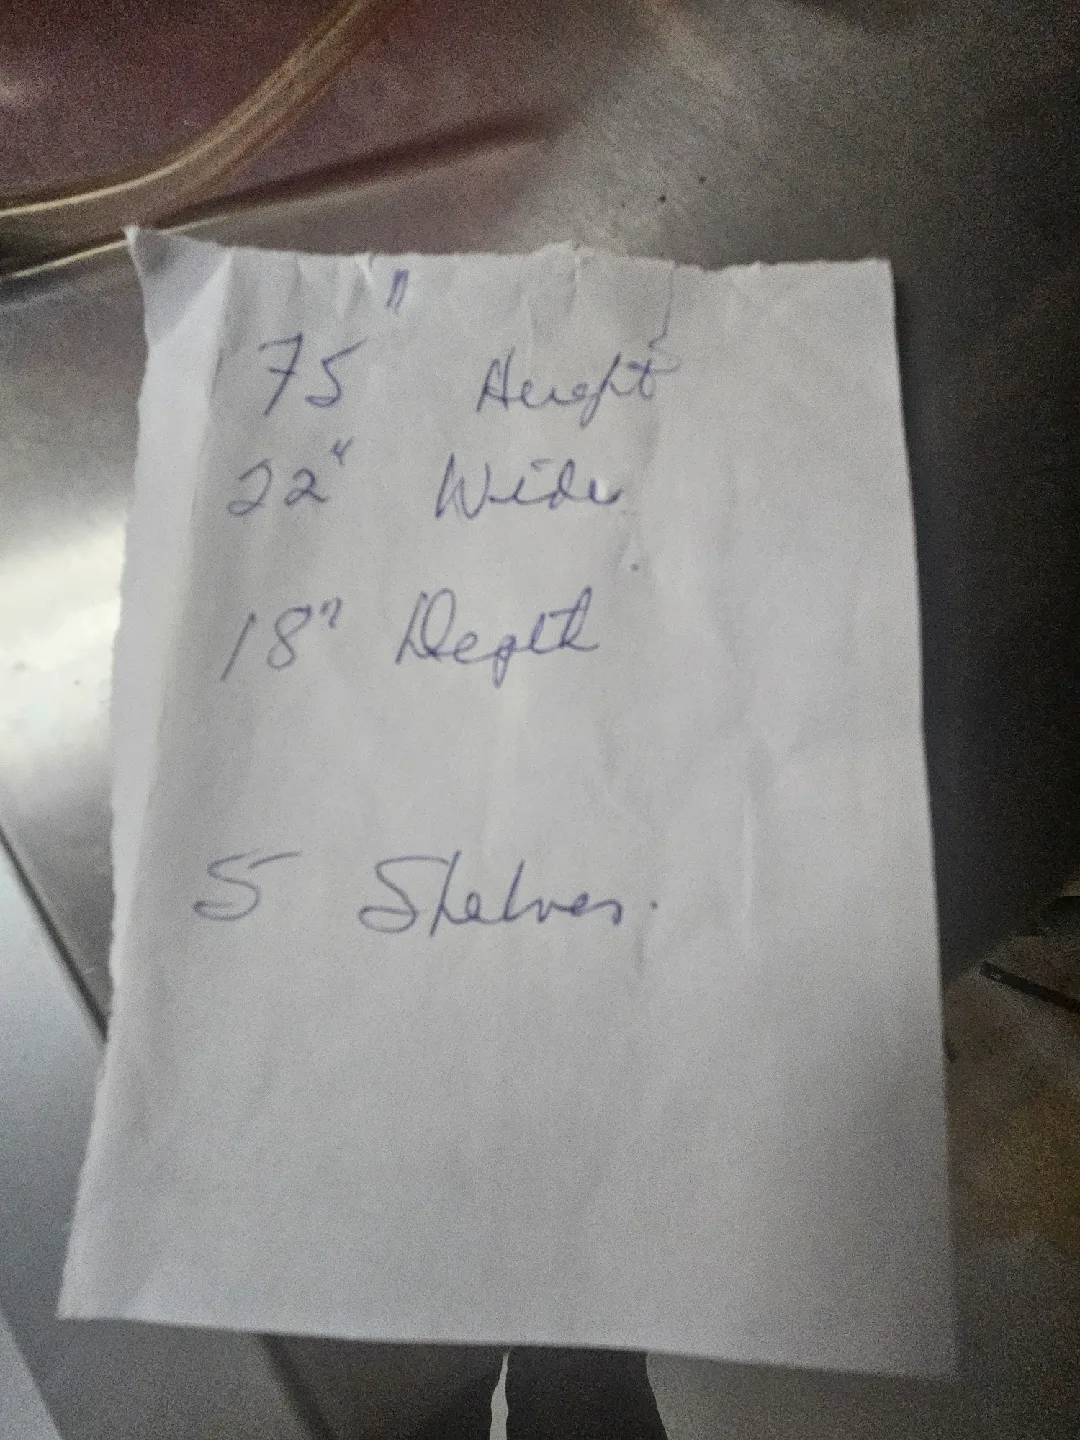 75" Height
22" Wide
18" Depth
5 Shelves.